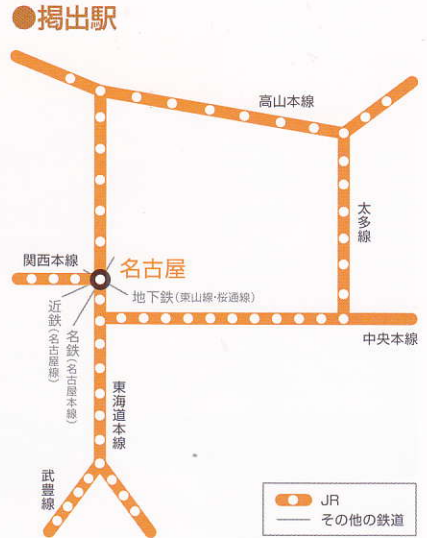 ●掲出駅
高山本線
太多線
関西本線
名古屋
地下鉄(東山線・桜通線)
近鉄(名古屋線)
名鉄(名古屋本線)
中央本線
東海道本線
武豊線
JR
その他の鉄道